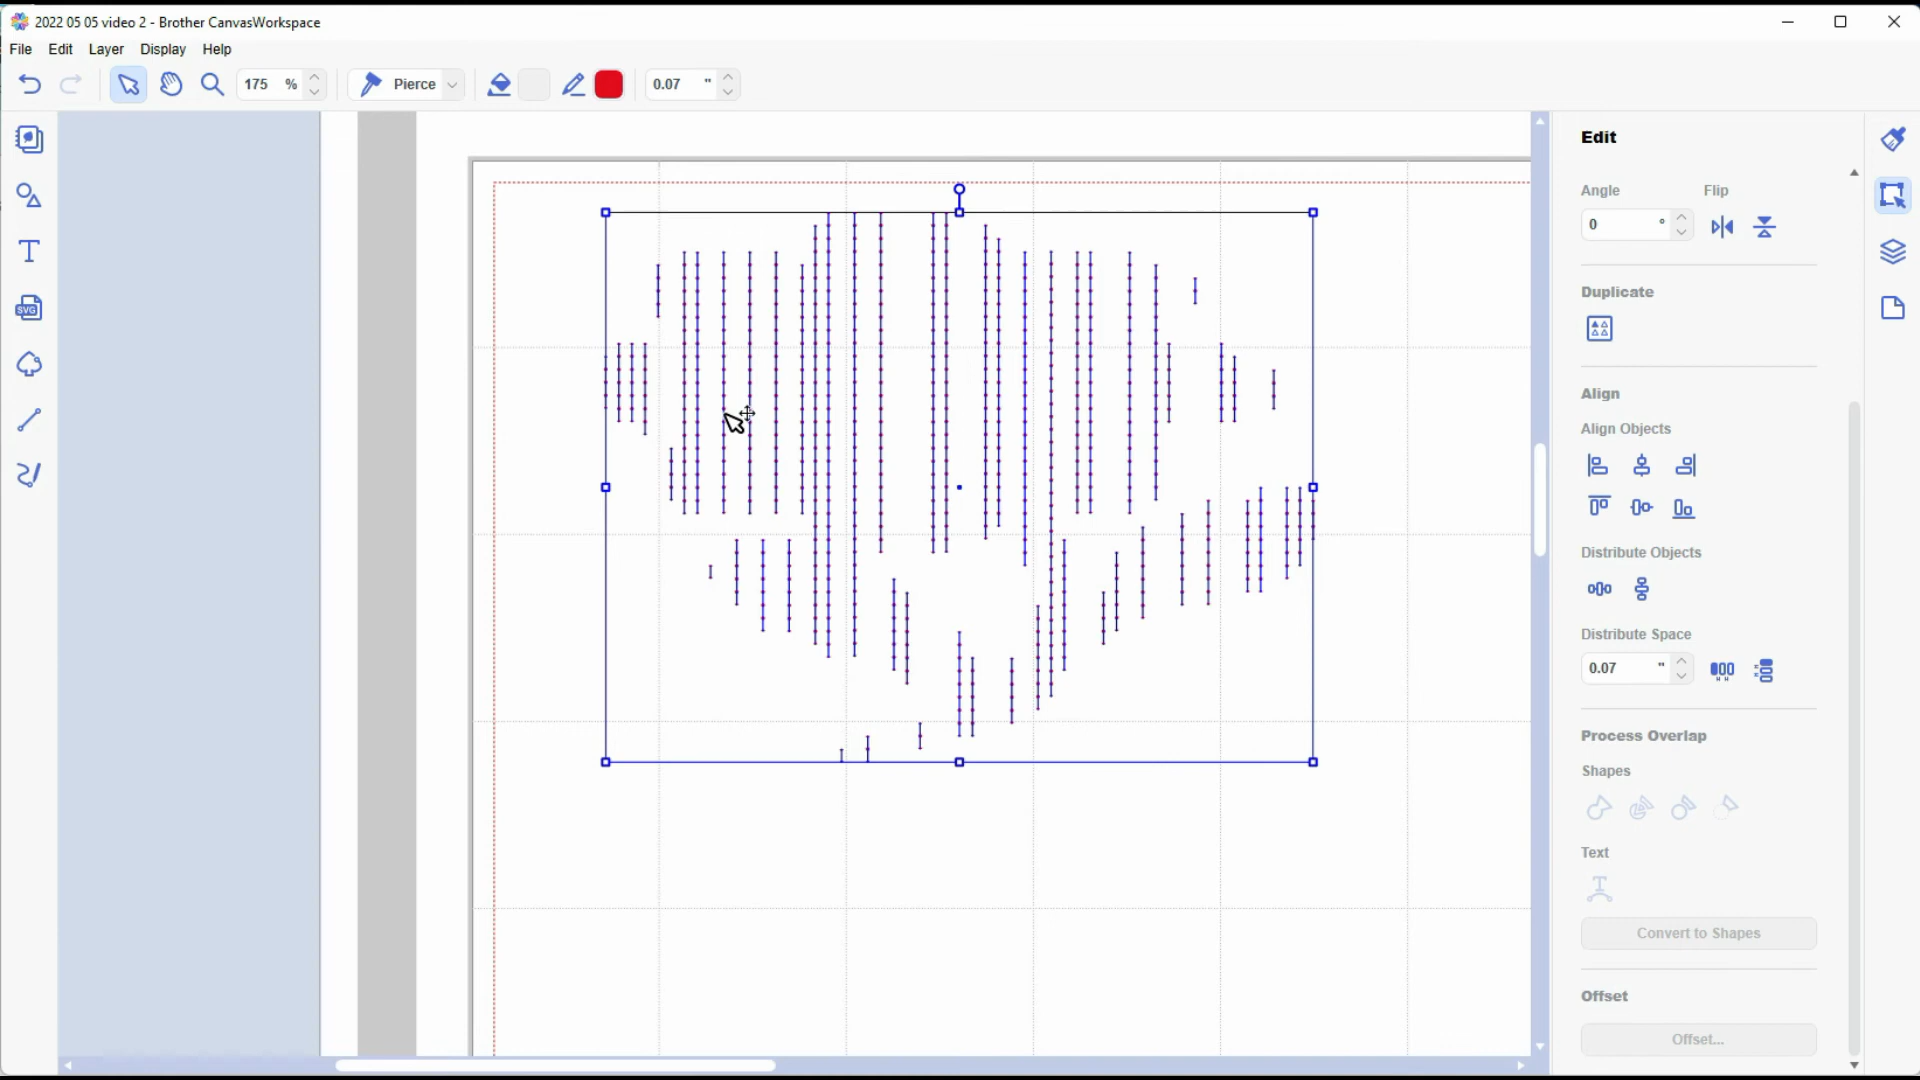 2022 05 05 video 2 - Brother CanvasWorkspace
File Edit Layer Display Help
175 % Pierce 0.07 "
Edit
Angle Flip
0 °
Duplicate
Align
Align Objects
Distribute Objects
Distribute Space
0.07 "
Process Overlap
Shapes
Text
Convert to Shapes
Offset
Offset...
SVG